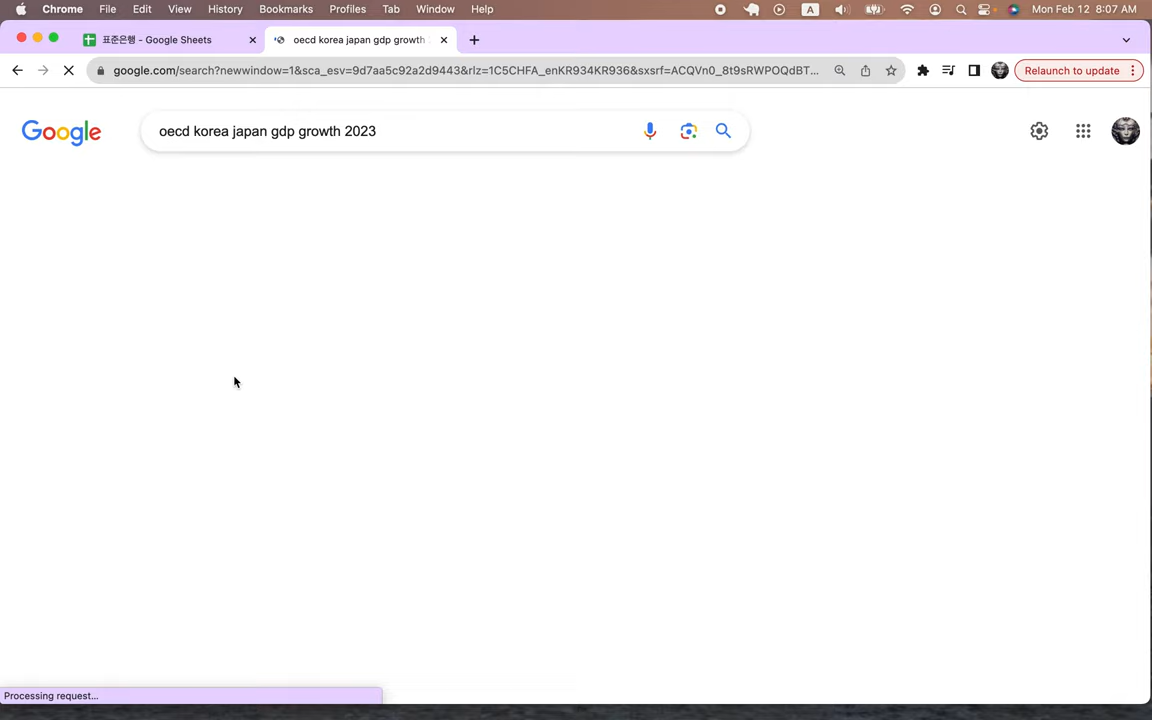 Chrome File Edit View History Bookmarks Profiles Tab Window Help A Mon Feb 12 8:07 AM
표준은행 - Google Sheets oecd korea japan gdp growth
google.com/search?newwindow=1&sca_esv=9d7aa5c92a2d9443&rlz=1C5CHFA_enKR934KR936&sxsrf=ACQVn0_8t9sRWPOQdBT... Relaunch to update
Google oecd korea japan gdp growth 2023
Processing request...